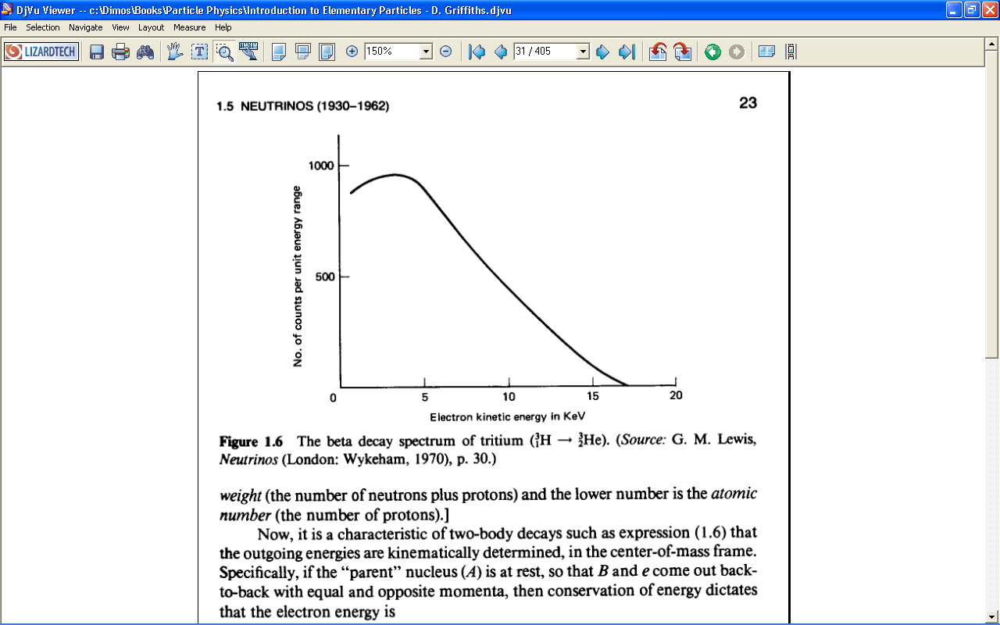 DjVu Viewer -- c:\Dimos\Books\Particle Physics\Introduction to Elementary Particles - D. Griffiths.djvu
File Selection Navigate View Layout Measure Help
LIZARDTECH 150% 31 / 405
1.5 NEUTRINOS (1930–1962) 23
1000
500
No. of counts per unit energy range
0 5 10 15 20
Electron kinetic energy in KeV
Figure 1.6 The beta decay spectrum of tritium (³₁H → ³₂He). (Source: G. M. Lewis,
Neutrinos (London: Wykeham, 1970), p. 30.)
weight (the number of neutrons plus protons) and the lower number is the atomic
number (the number of protons).]
Now, it is a characteristic of two-body decays such as expression (1.6) that
the outgoing energies are kinematically determined, in the center-of-mass frame.
Specifically, if the “parent” nucleus (A) is at rest, so that B and e come out back-
to-back with equal and opposite momenta, then conservation of energy dictates
that the electron energy is